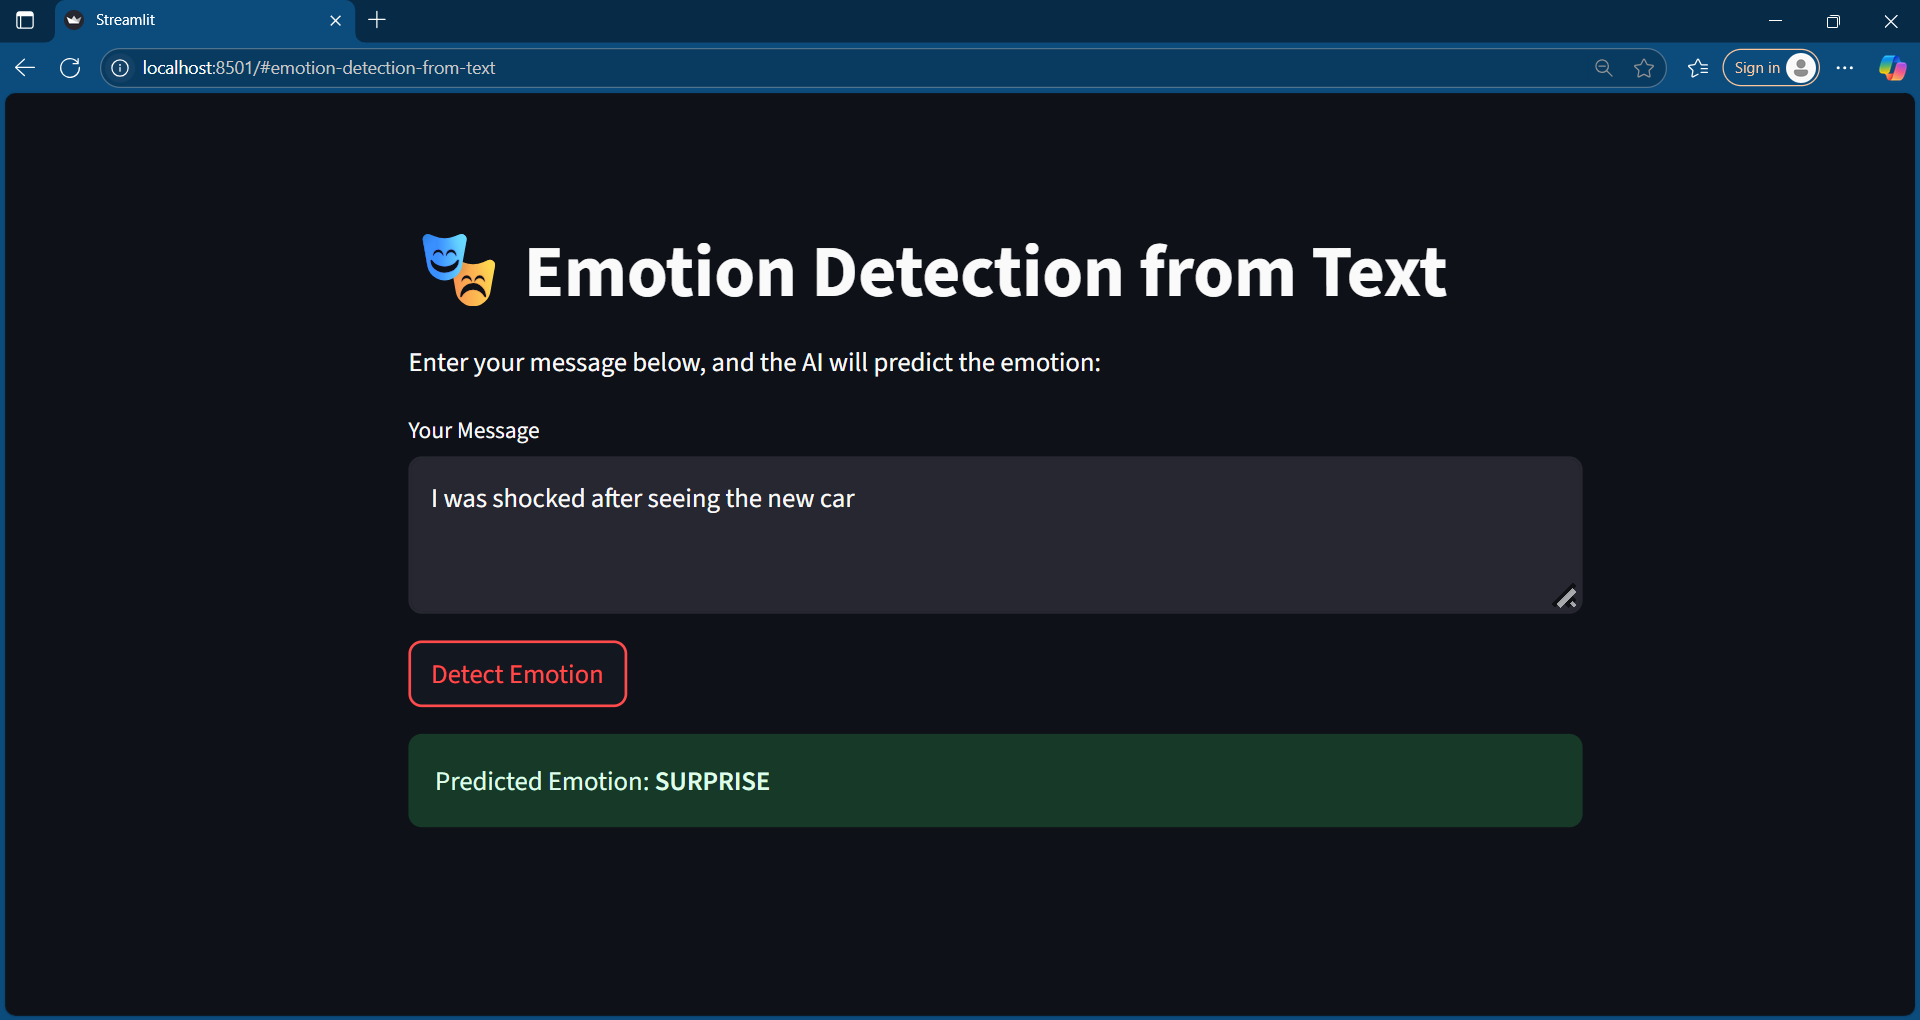 Streamlit
localhost:8501/#emotion-detection-from-text
Sign in
Emotion Detection from Text
Enter your message below, and the AI will predict the emotion:
Your Message
I was shocked after seeing the new car
Detect Emotion
Predicted Emotion: SURPRISE